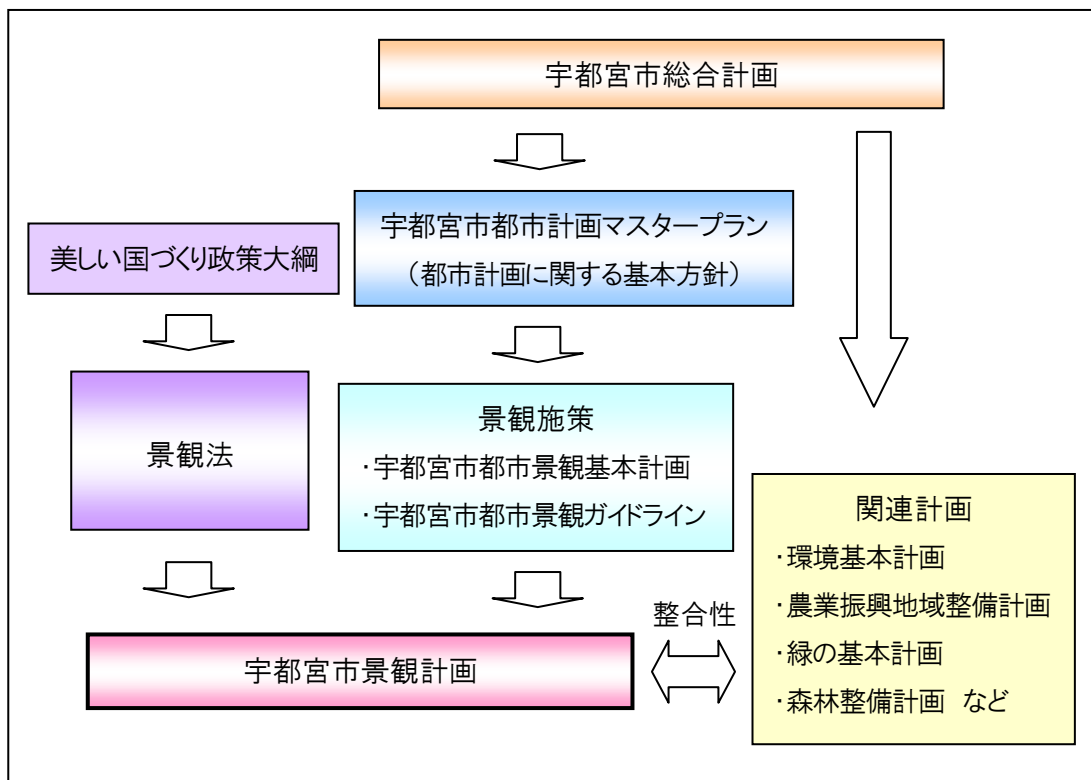 宇都宮市総合計画
宇都宮市都市計画マスタープラン
（都市計画に関する基本方針）
美しい国づくり政策大綱
景観法
景観施策
・宇都宮市都市景観基本計画
・宇都宮市都市景観ガイドライン
関連計画
・環境基本計画
・農業振興地域整備計画
・緑の基本計画
・森林整備計画　など
整合性
宇都宮市景観計画